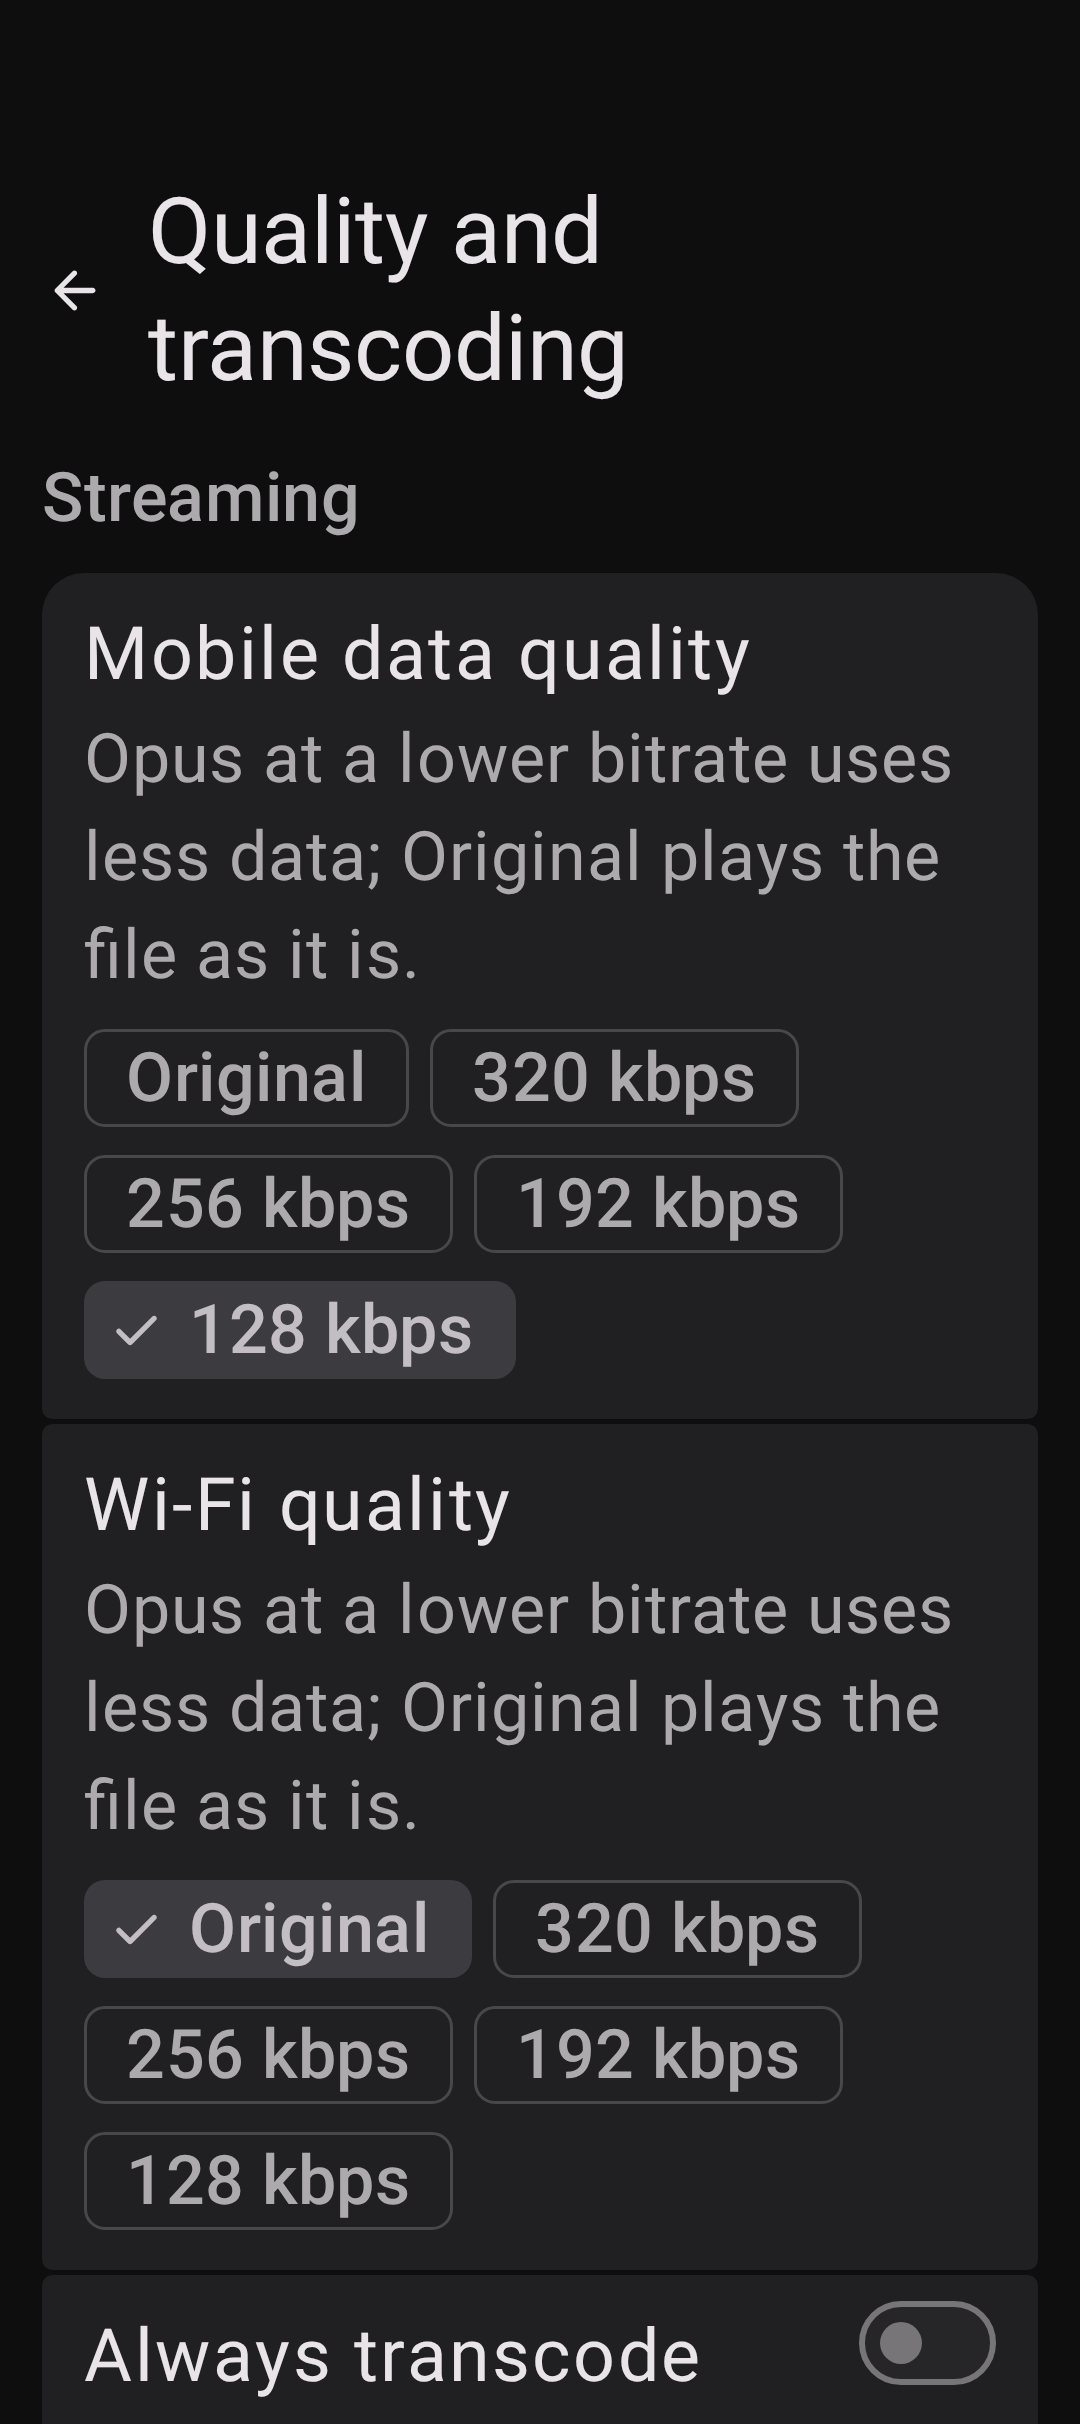 Quality and
transcoding
Streaming
Mobile data quality
Opus at a lower bitrate uses
less data; Original plays the
file as it is.
Original 320 kbps
256 kbps 192 kbps
128 kbps
Wi-Fi quality
Opus at a lower bitrate uses
less data; Original plays the
file as it is.
Original 320 kbps
256 kbps 192 kbps
128 kbps
Always transcode